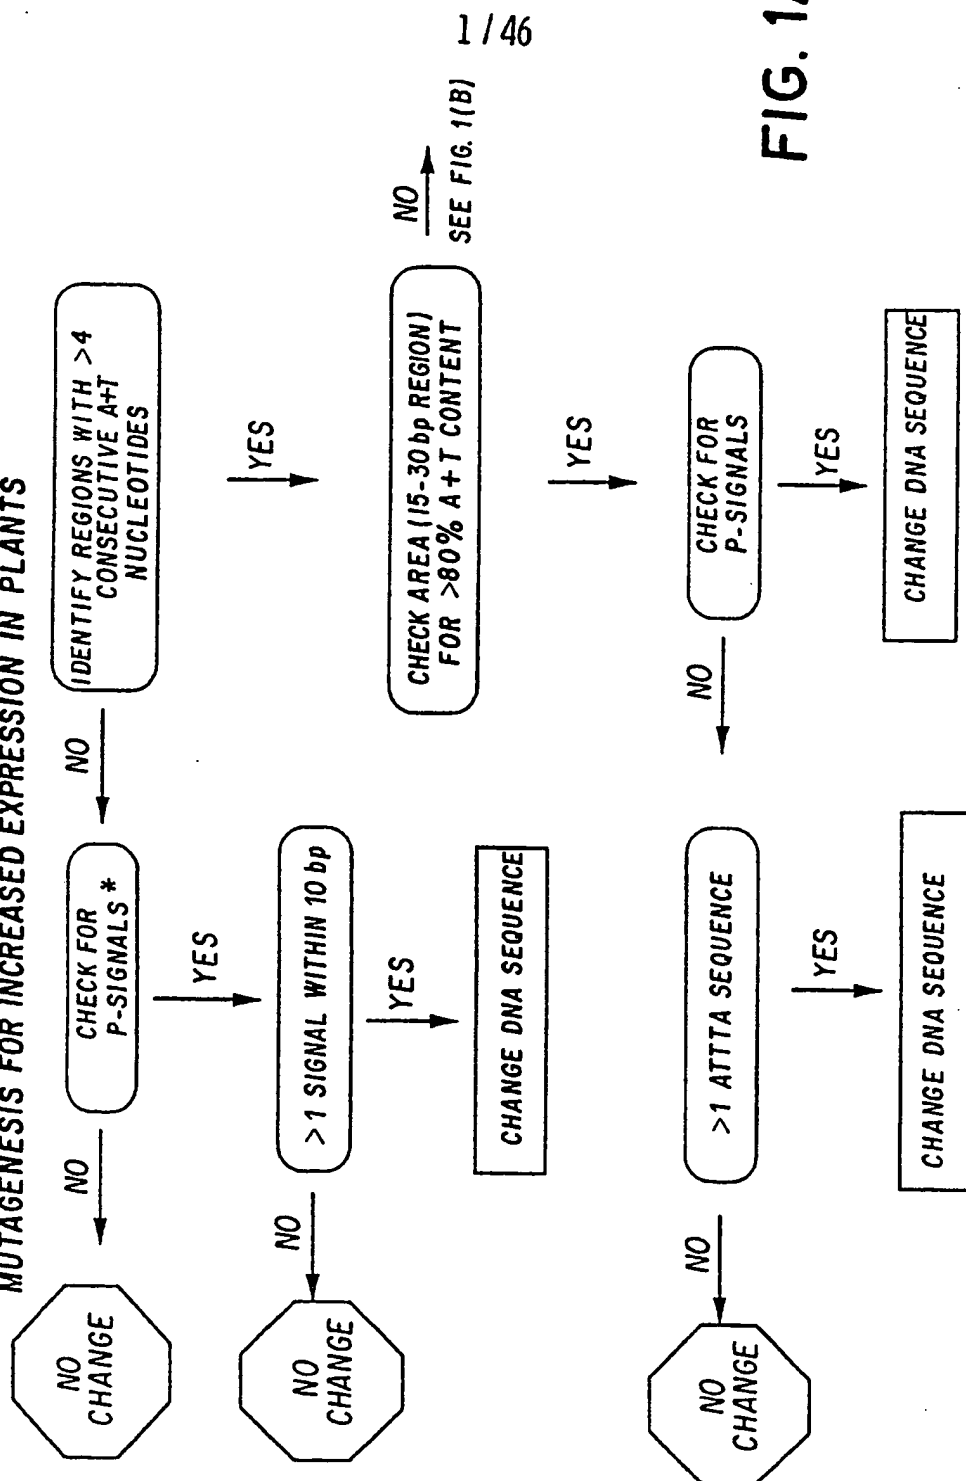 1 / 46
MUTAGENESIS FOR INCREASED EXPRESSION IN PLANTS
IDENTIFY REGIONS WITH >4
CONSECUTIVE A+T
NUCLEOTIDES
NO
CHECK FOR
P-SIGNALS *
NO
NO
CHANGE
YES
>1 SIGNAL WITHIN 10 bp
NO
NO
CHANGE
YES
CHANGE DNA SEQUENCE
YES
CHECK AREA (15-30 bp REGION)
FOR >80% A + T CONTENT
NO
SEE FIG. 1(B)
YES
CHECK FOR
P-SIGNALS
YES
CHANGE DNA SEQUENCE
NO
>1 ATTTA SEQUENCE
NO
NO
CHANGE
YES
CHANGE DNA SEQUENCE
FIG. 1A